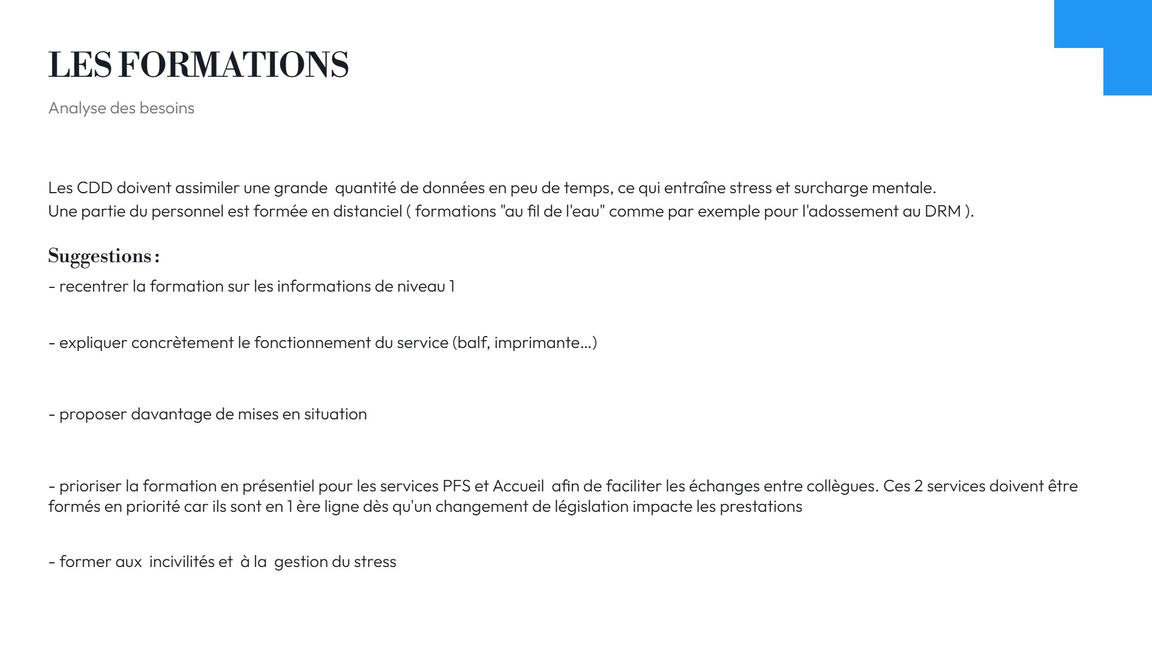 LES FORMATIONS
Analyse des besoins
Les CDD doivent assimiler une grande  quantité de données en peu de temps, ce qui entraîne stress et surcharge mentale.
Une partie du personnel est formée en distanciel ( formations "au fil de l'eau" comme par exemple pour l'adossement au DRM ).
Suggestions :
- recentrer la formation sur les informations de niveau 1
- expliquer concrètement le fonctionnement du service (balf, imprimante...)
- proposer davantage de mises en situation
- prioriser la formation en présentiel pour les services PFS et Accueil  afin de faciliter les échanges entre collègues. Ces 2 services doivent être
formés en priorité car ils sont en 1 ère ligne dès qu'un changement de législation impacte les prestations
- former aux  incivilités et  à la  gestion du stress